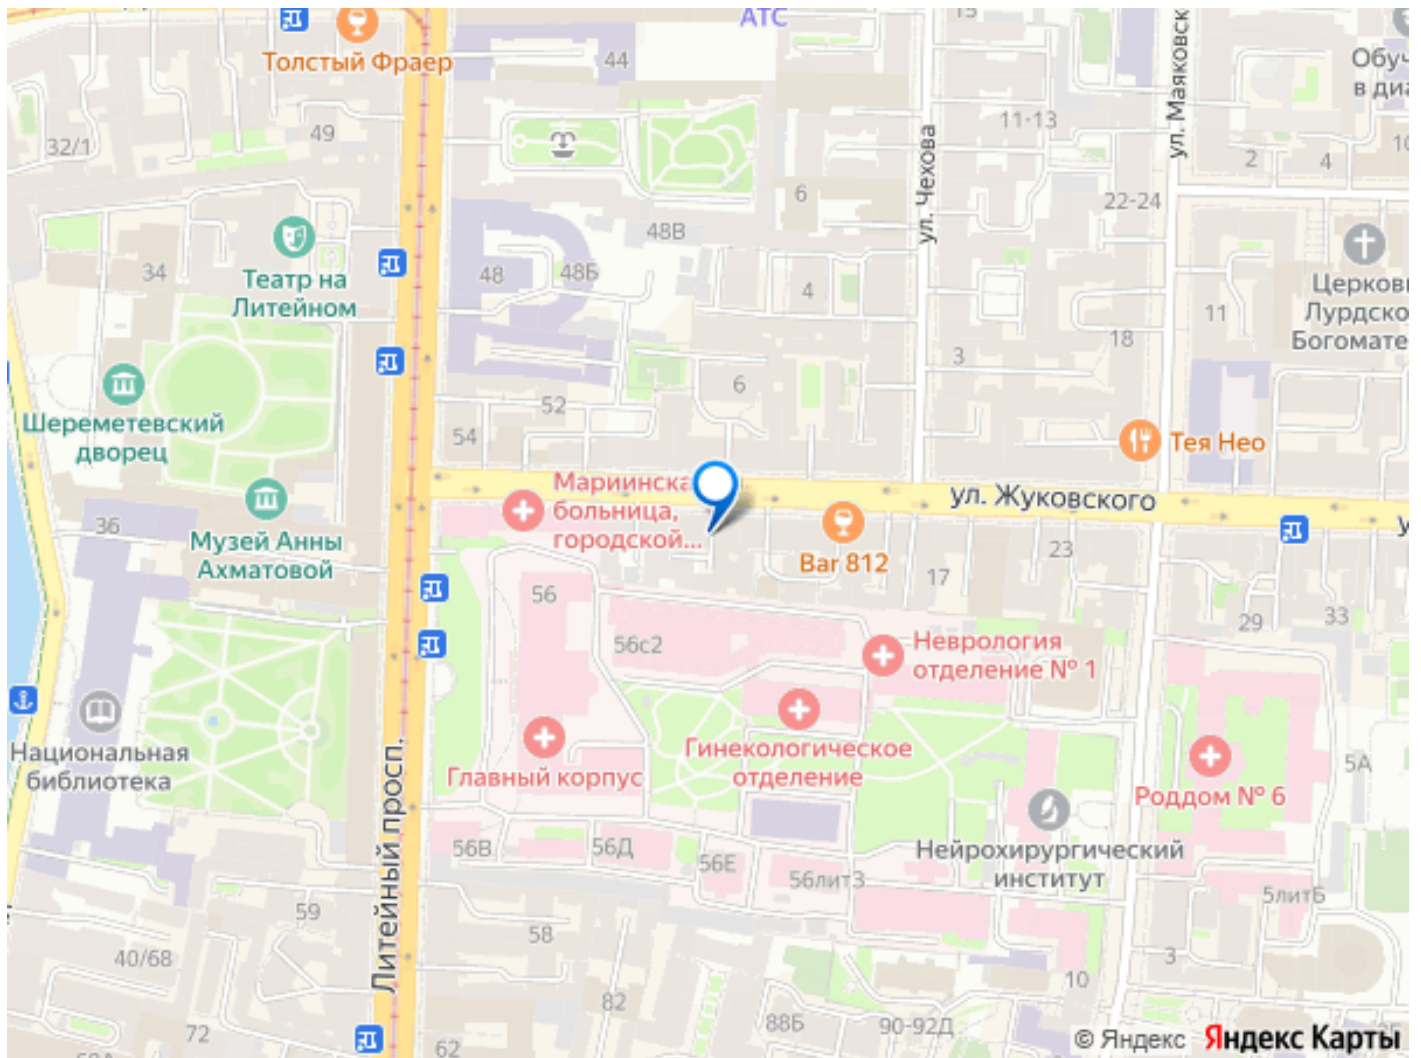 АТС
15
Толстый Фраер
44
ул. Маяковск
Обуч
в диа
49
32/1
11-13
2
4
10
ул. Чехова
6
22-24
48В
34
Театр на
Литейном
48
48Б
4
Церковь
Лурдско
Богомате
11
18
3
Шереметевский
дворец
6
52
54
Тея Нео
Мариинска
больница,
городской...
ул. Жуковского
у
36
Музей Анны
Ахматовой
Bar 812
23
17
56
29
33
56с2
Неврология
отделение № 1
Национальная
библиотека
Гинекологическое
отделение
Главный корпус
Литейный просп.
5А
Роддом № 6
56В
56Д
56Е
56лит3
Нейрохирургический
институт
5литБ
59
58
40/68
3
10
82
88Б
90-92Д
72
62
© Яндекс Яндекс Карты